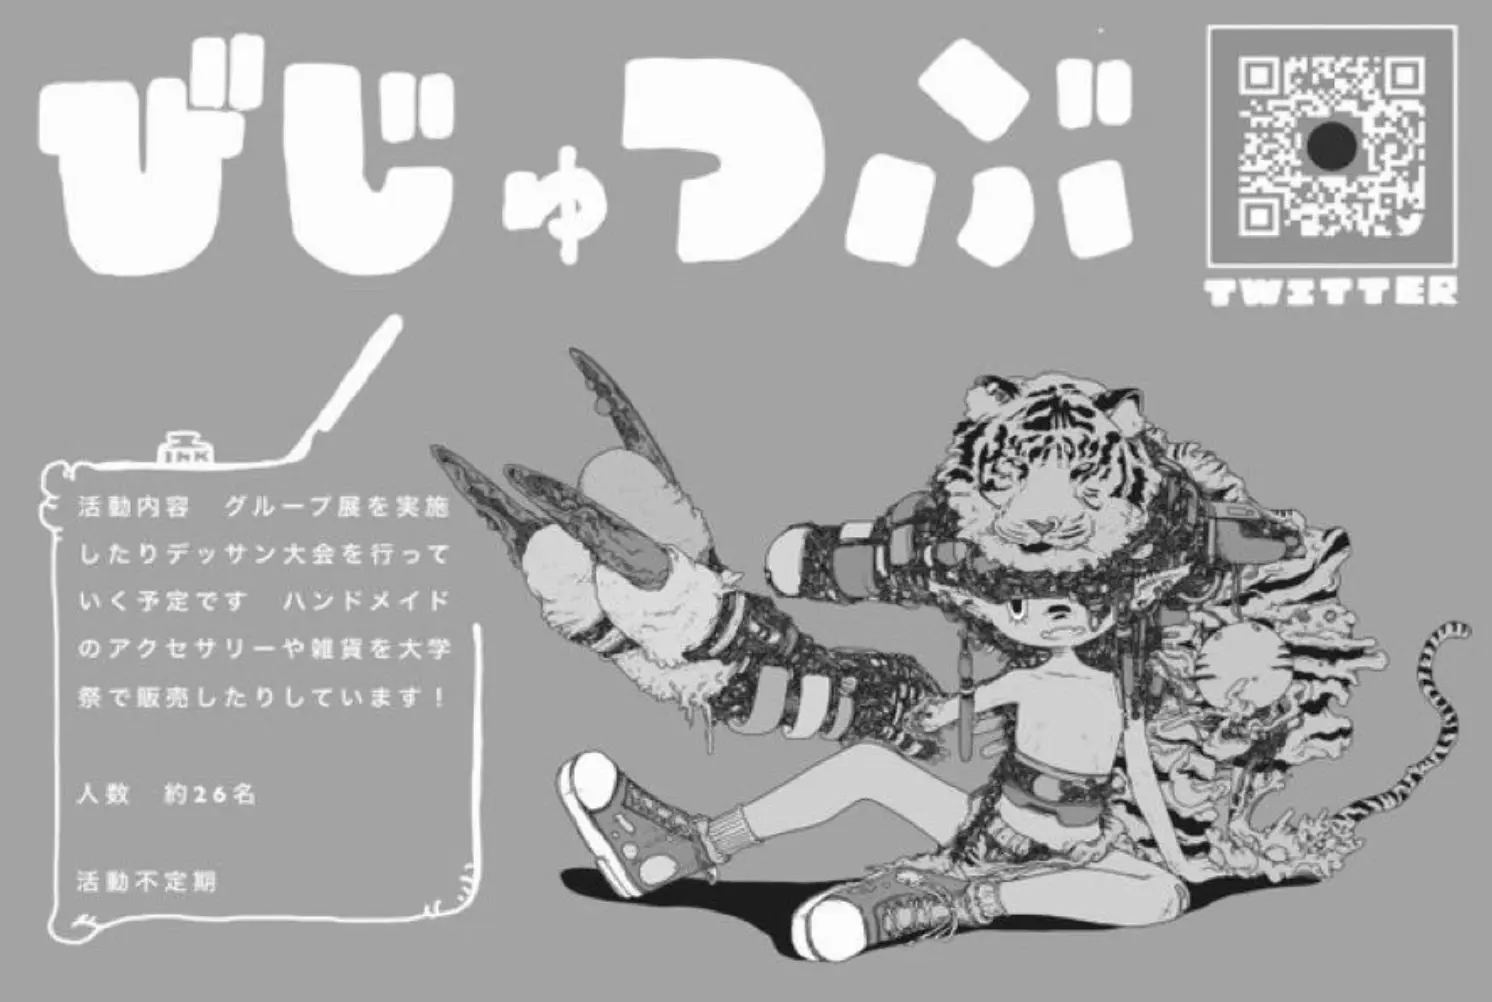 びじゅつぶ
TWITTER
INK
活動内容　グループ展を実施
したりデッサン大会を行って
いく予定です　ハンドメイド
のアクセサリーや雑貨を大学
祭で販売したりしています！
人数　約26名
活動不定期